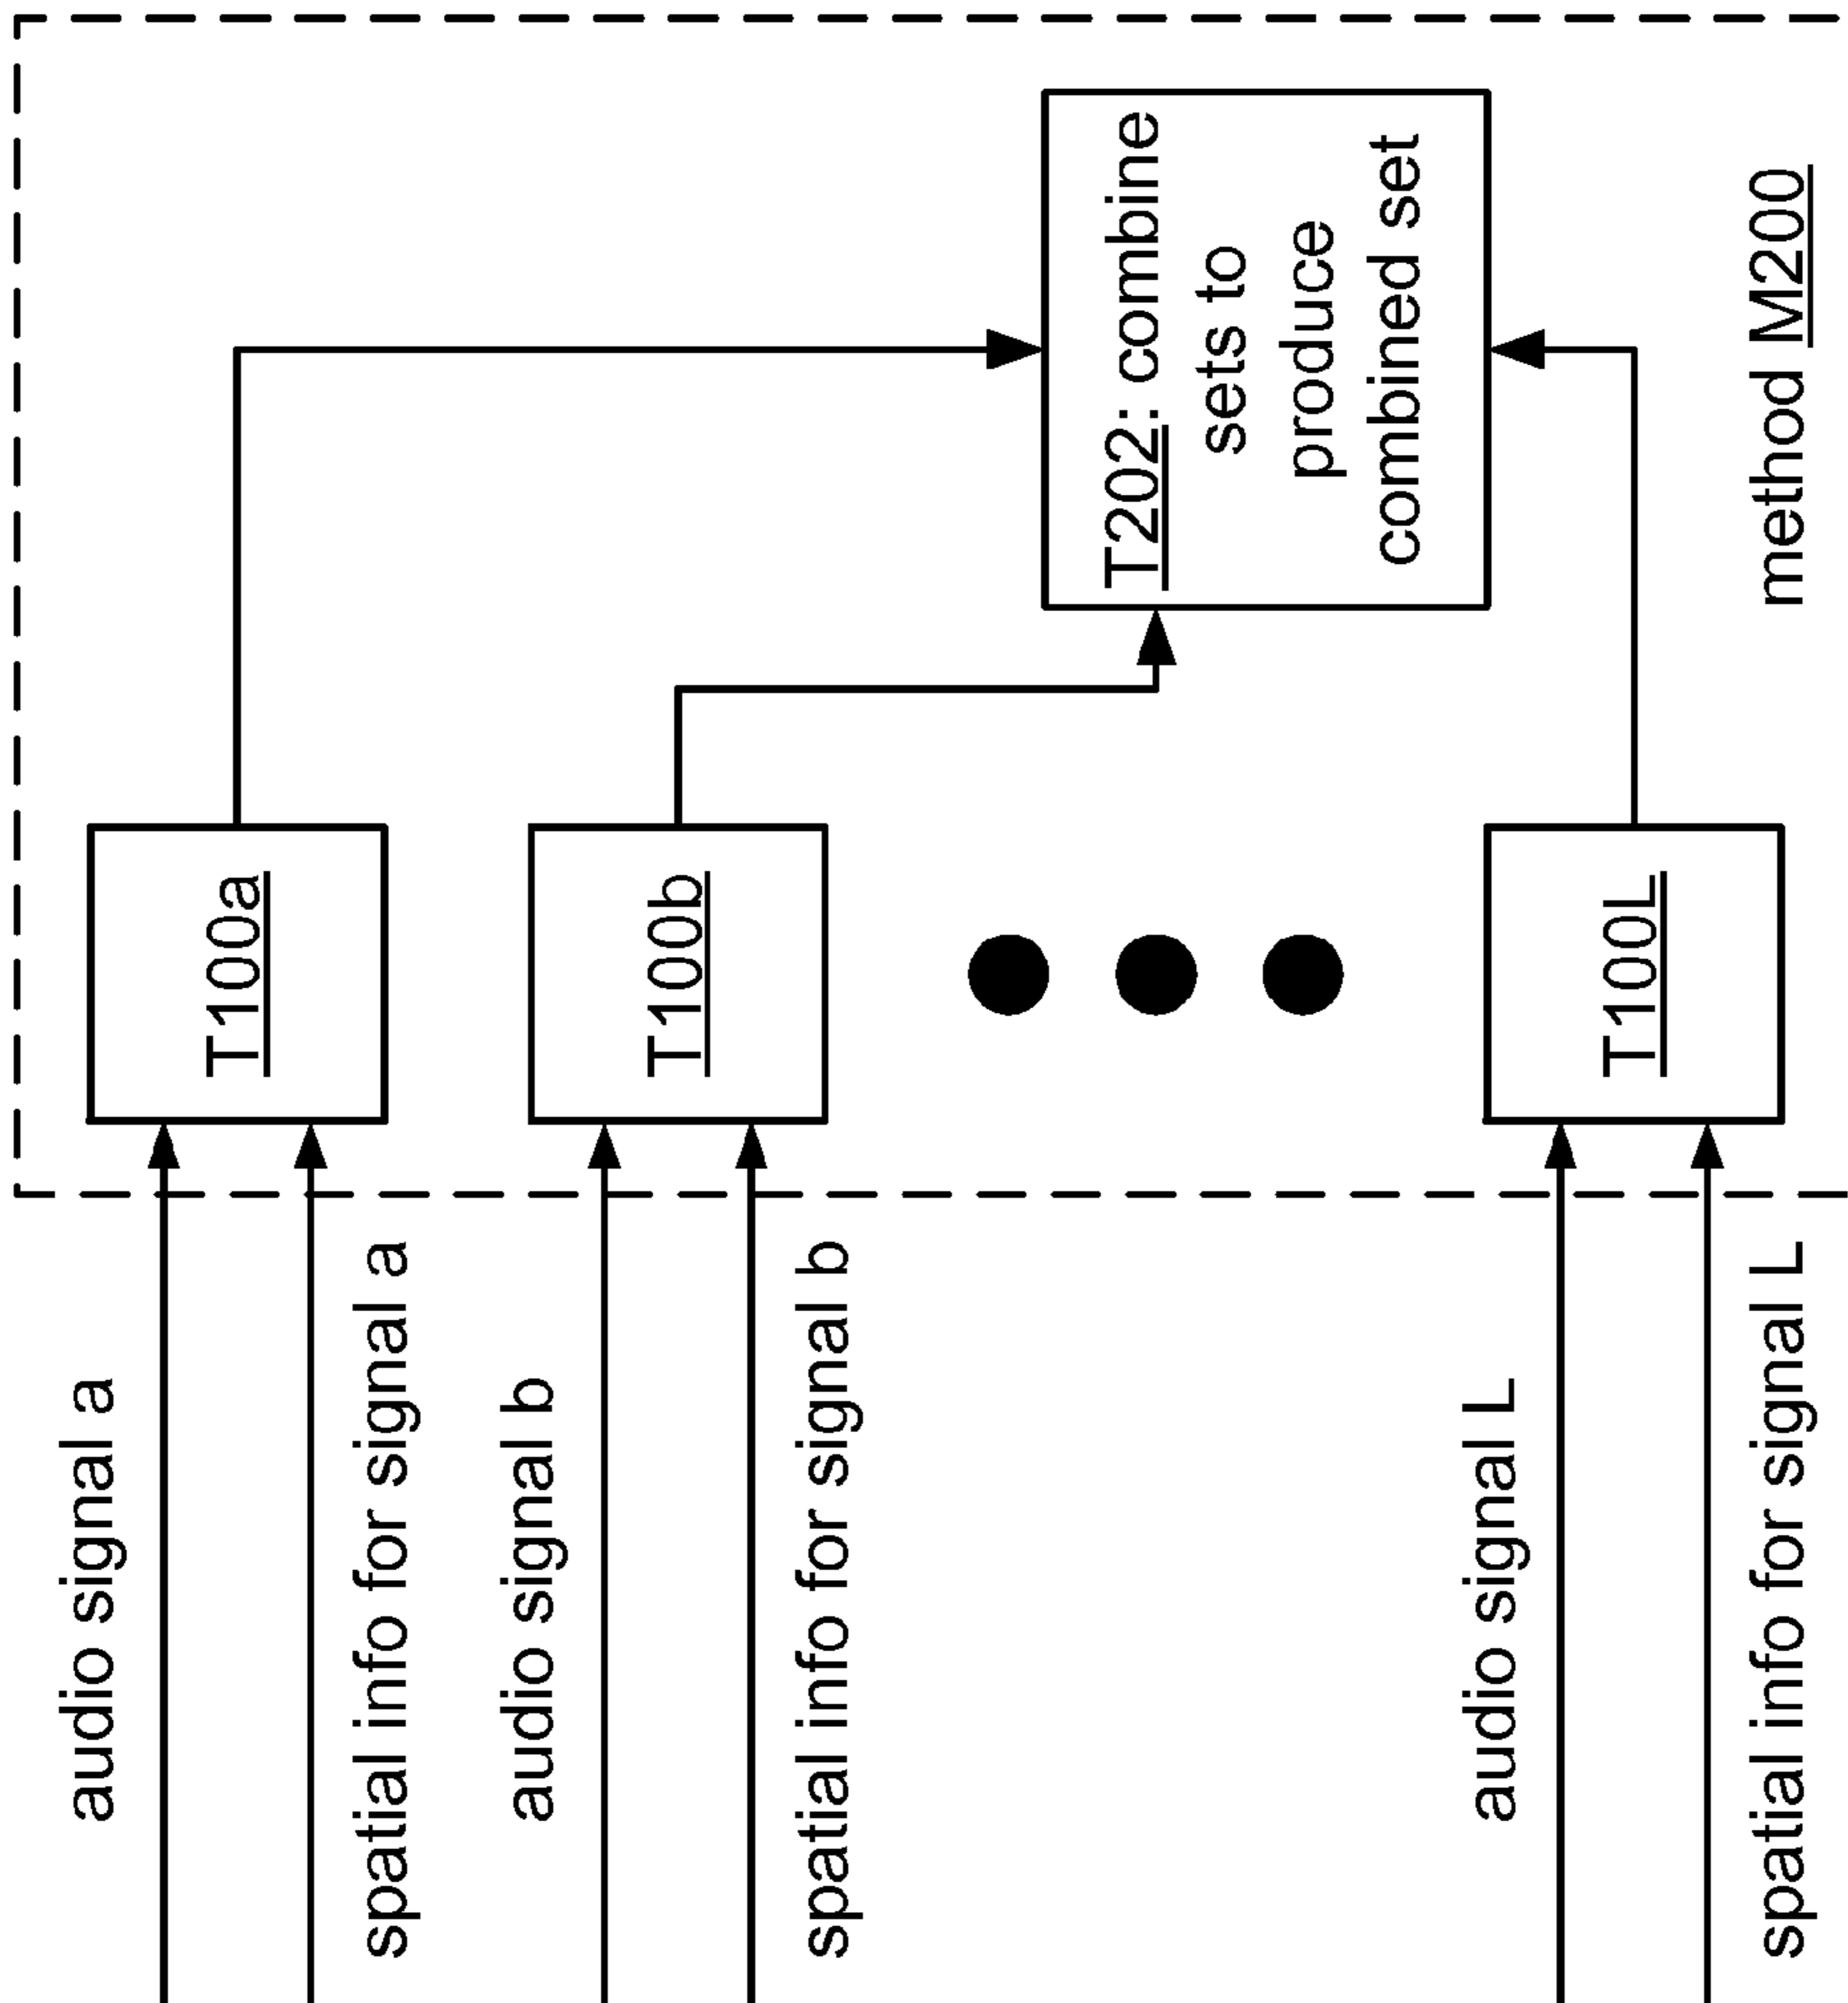 audio signal a
T100a
spatial info for signal a
audio signal b
T100b
spatial info for signal b
T202: combine
sets to
produce
combined set
audio signal L
T100L
spatial info for signal L
method M200